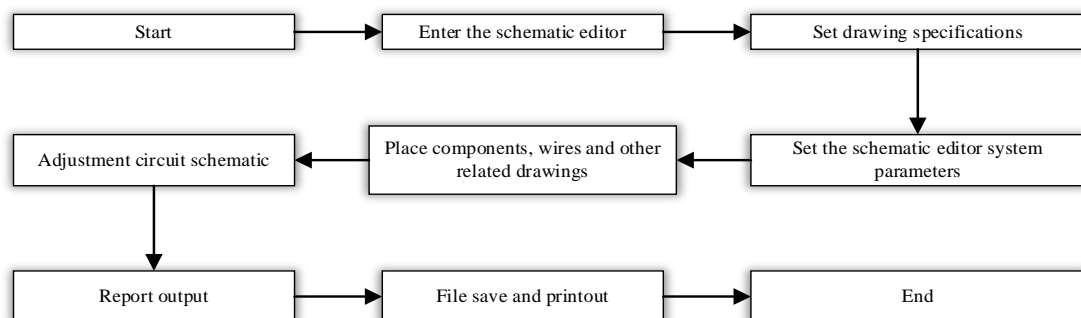 Start
Enter the schematic editor
Set drawing specifications
Set the schematic editor system
parameters
Place components, wires and other
related drawings
Adjustment circuit schematic
Report output
File save and printout
End